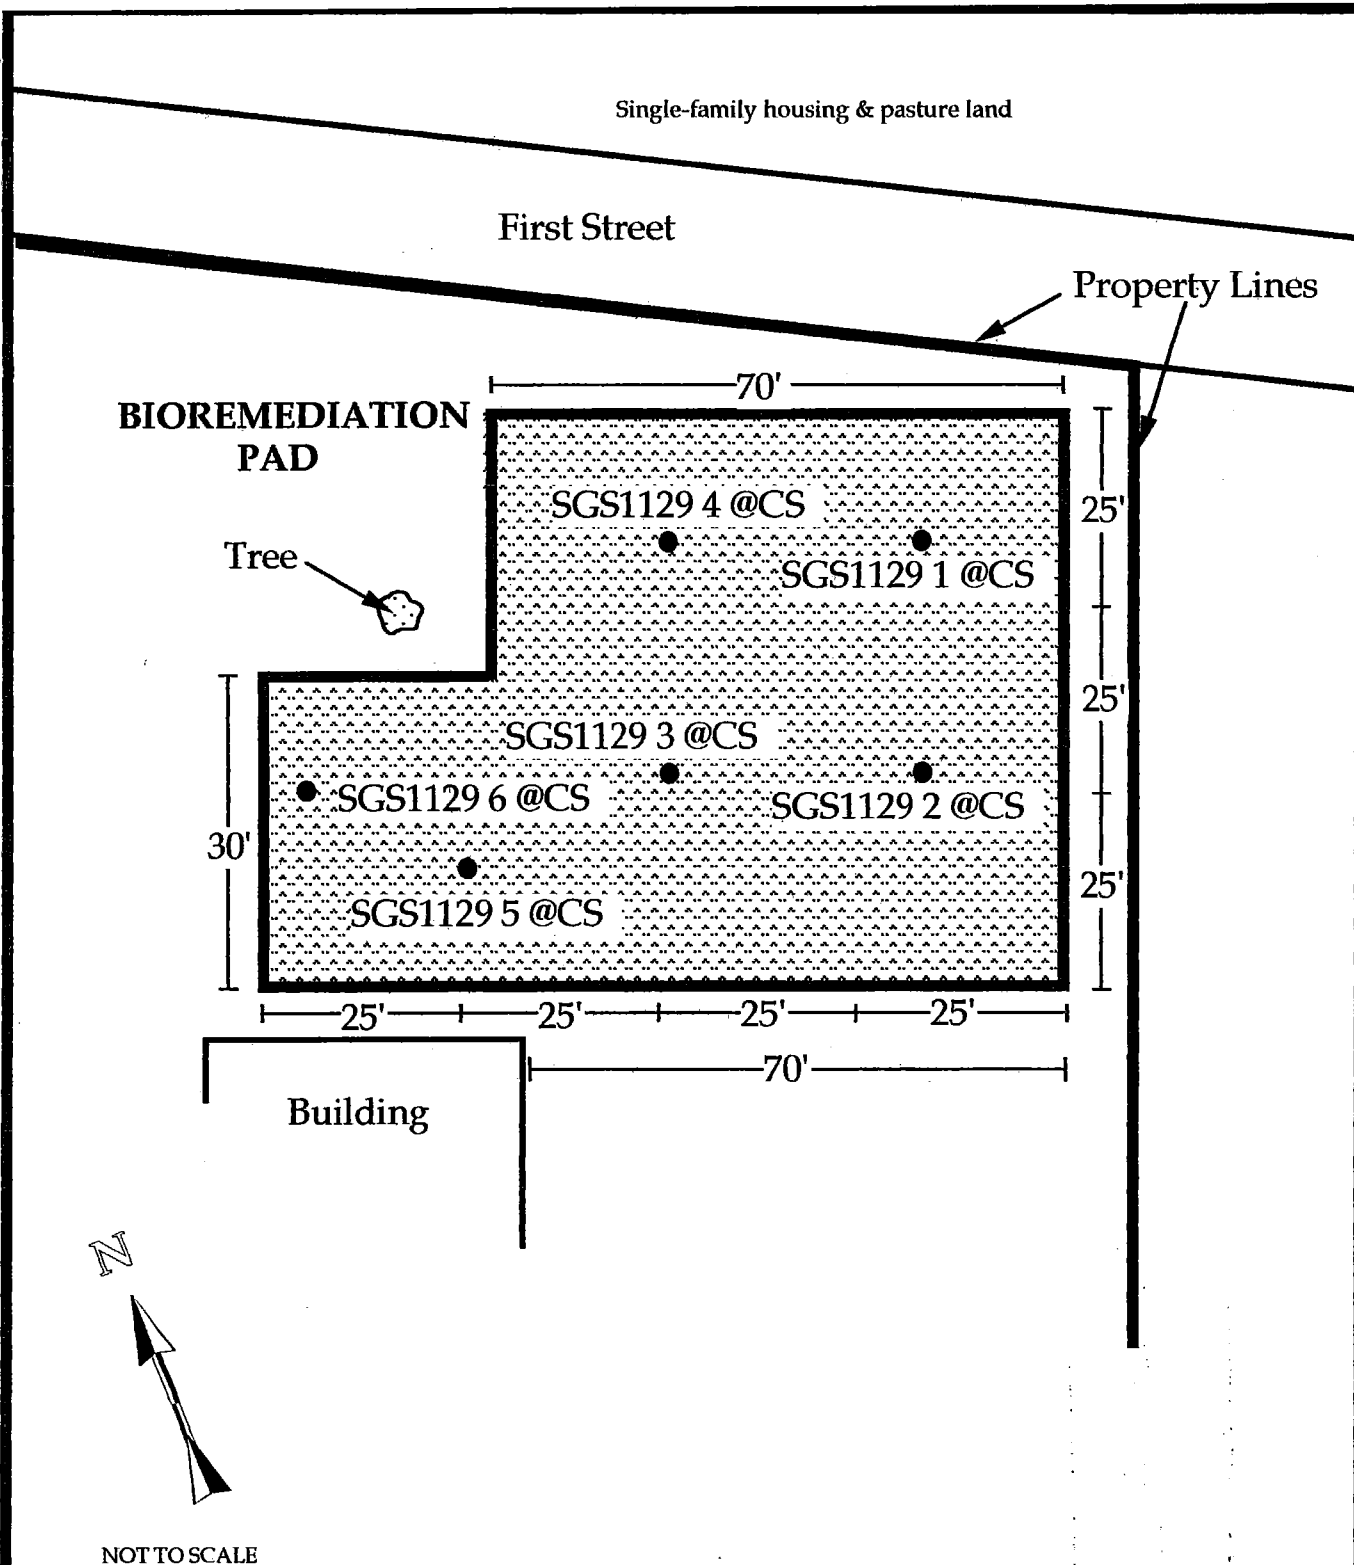 Single-family housing & pasture land
First Street
Property Lines
70'
BIOREMEDIATION
PAD
25'
SGS1129 4 @CS
Tree
SGS1129 1 @CS
25'
SGS1129 3 @CS
SGS1129 6 @CS
SGS1129 2 @CS
30'
25'
SGS1129 5 @CS
25' 25' 25' 25'
70'
Building
N
NOT TO SCALE